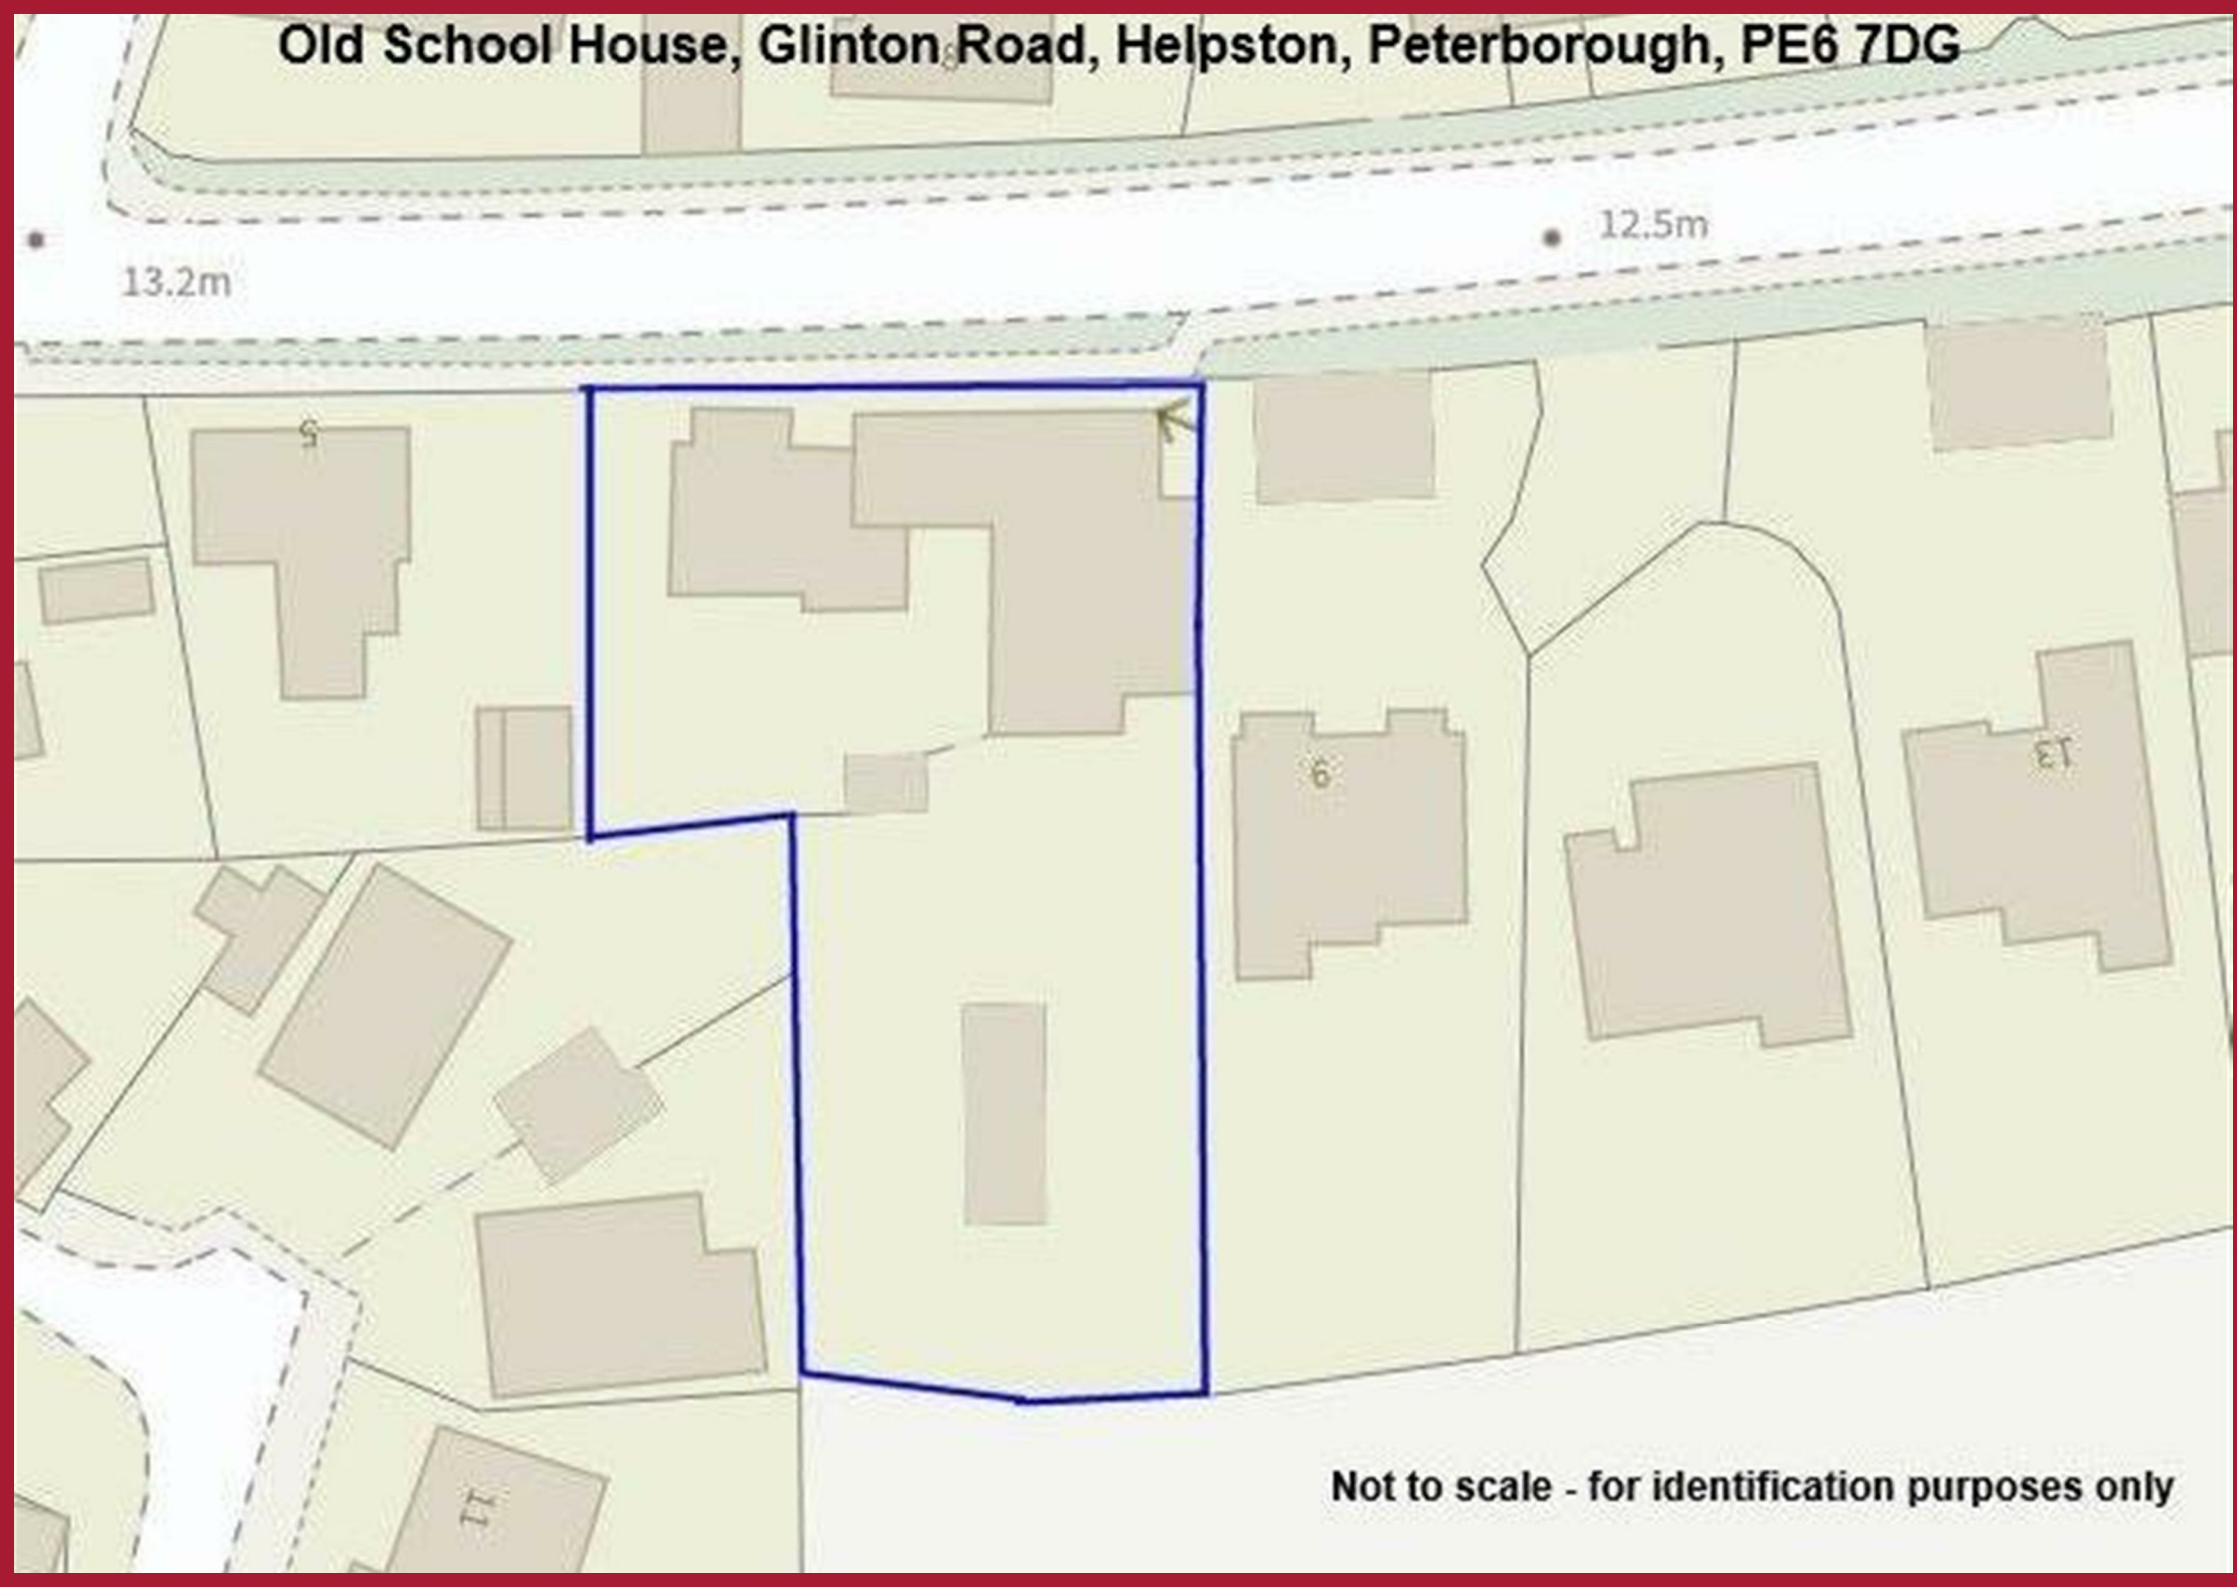 Old School House, Glinton Road, Helpston, Peterborough, PE6 7DG
8
12.5m
13.2m
5
9
13
11
Not to scale - for identification purposes only